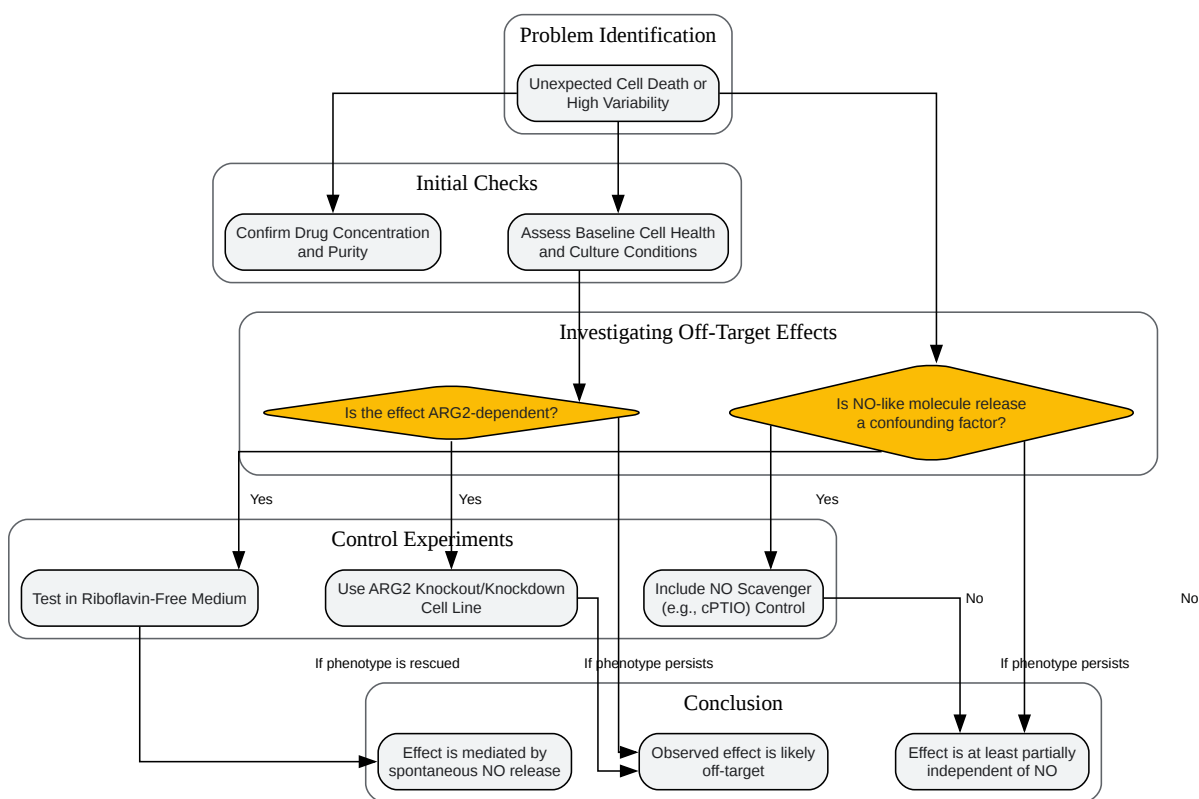 Problem Identification
Unexpected Cell Death or
High Variability
Initial Checks
Confirm Drug Concentration
and Purity
Assess Baseline Cell Health
and Culture Conditions
Investigating Off-Target Effects
Is the effect ARG2-dependent?
Is NO-like molecule release
a confounding factor?
Yes
Yes
Yes
Control Experiments
Test in Riboflavin-Free Medium
Use ARG2 Knockout/Knockdown
Cell Line
Include NO Scavenger
(e.g., cPTIO) Control
No
No
If phenotype is rescued
If phenotype persists
If phenotype persists
Conclusion
Effect is mediated by
spontaneous NO release
Observed effect is likely
off-target
Effect is at least partially
independent of NO